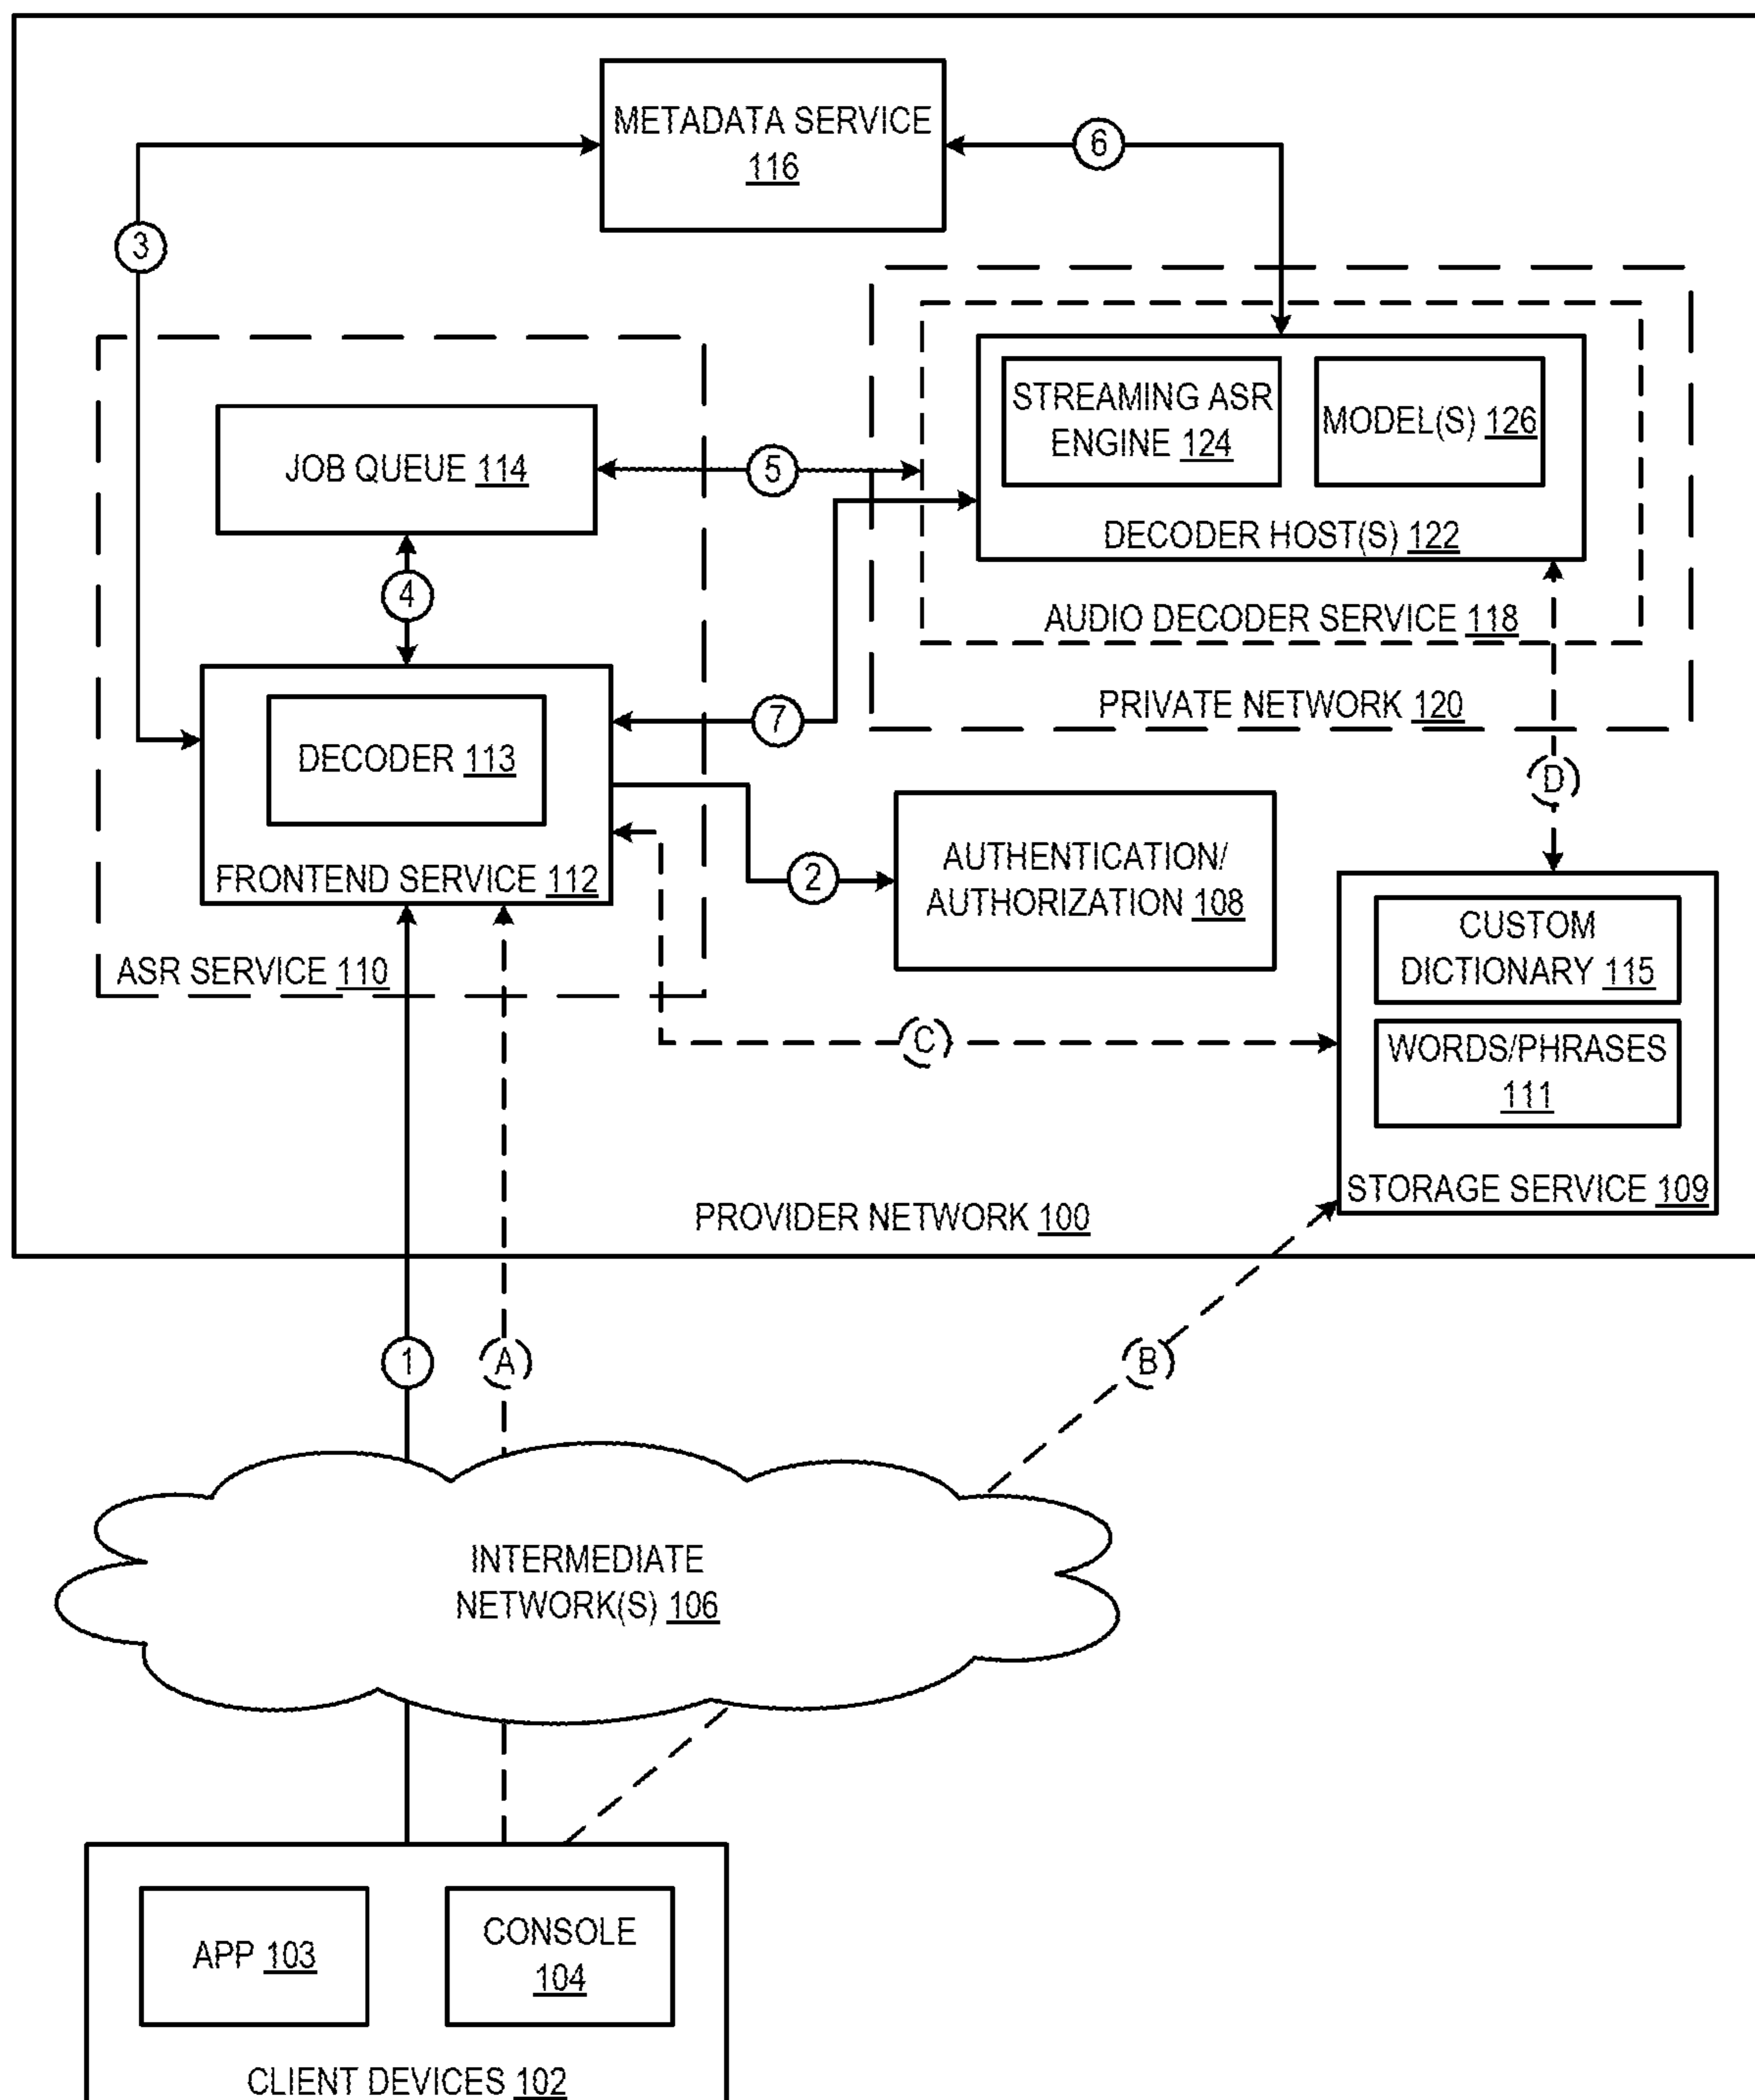 METADATA SERVICE
116
6
3
STREAMING ASR
ENGINE 124
MODEL(S) 126
JOB QUEUE 114
5
DECODER HOST(S) 122
4
AUDIO DECODER SERVICE 118
7
PRIVATE NETWORK 120
DECODER 113
D
FRONTEND SERVICE 112
2
AUTHENTICATION/
AUTHORIZATION 108
CUSTOM
DICTIONARY 115
ASR SERVICE 110
C
WORDS/PHRASES
111
STORAGE SERVICE 109
PROVIDER NETWORK 100
1
A
B
INTERMEDIATE
NETWORK(S) 106
APP 103
CONSOLE
104
CLIENT DEVICES 102